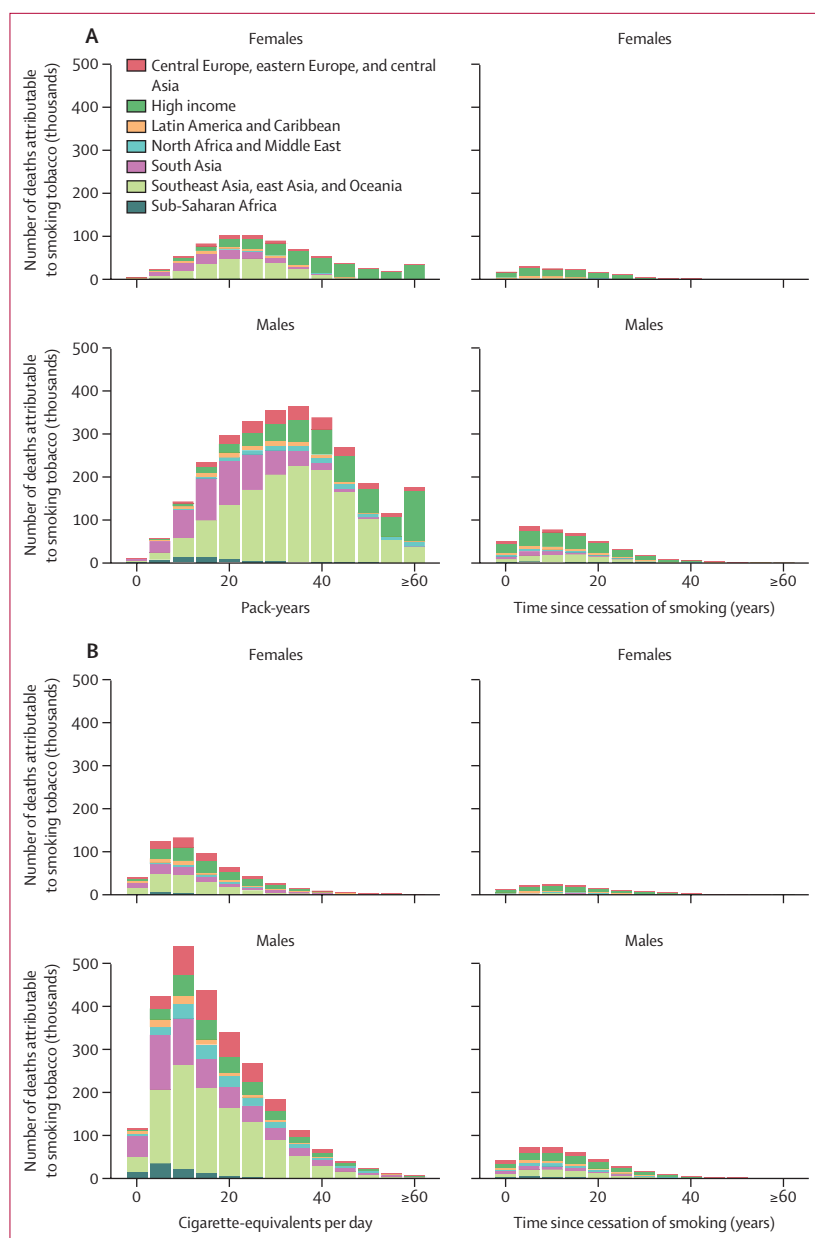 A
Females
Females
Number of deaths attributable
to smoking tobacco (thousands)
500
400
300
200
100
0
Central Europe, eastern Europe, and central
Asia
High income
Latin America and Caribbean
North Africa and Middle East
South Asia
Southeast Asia, east Asia, and Oceania
Sub-Saharan Africa
Males
Males
Number of deaths attributable
to smoking tobacco (thousands)
500
400
300
200
100
0
0 20 40 ≥60
0 20 40 ≥60
Pack-years
Time since cessation of smoking (years)
B
Females
Females
Number of deaths attributable
to smoking tobacco (thousands)
500
400
300
200
100
0
Males
Males
Number of deaths attributable
to smoking tobacco (thousands)
500
400
300
200
100
0
0 20 40 ≥60
0 20 40 ≥60
Cigarette-equivalents per day
Time since cessation of smoking (years)